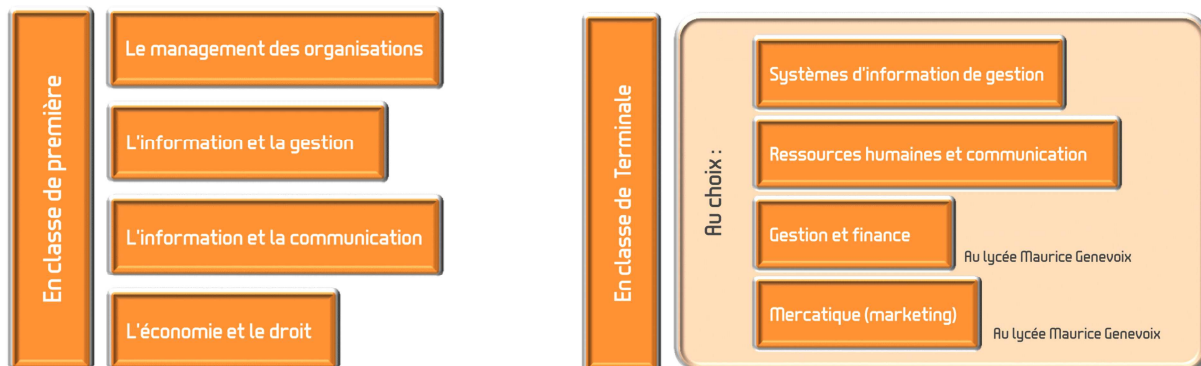 En classe de première
Le management des organisations
L'information et la gestion
L'information et la communication
L'économie et le droit
En classe de Terminale
Au choix :
Systèmes d'information de gestion
Ressources humaines et communication
Gestion et finance
Au lycée Maurice Genevoix
Mercatique (marketing)
Au lycée Maurice Genevoix